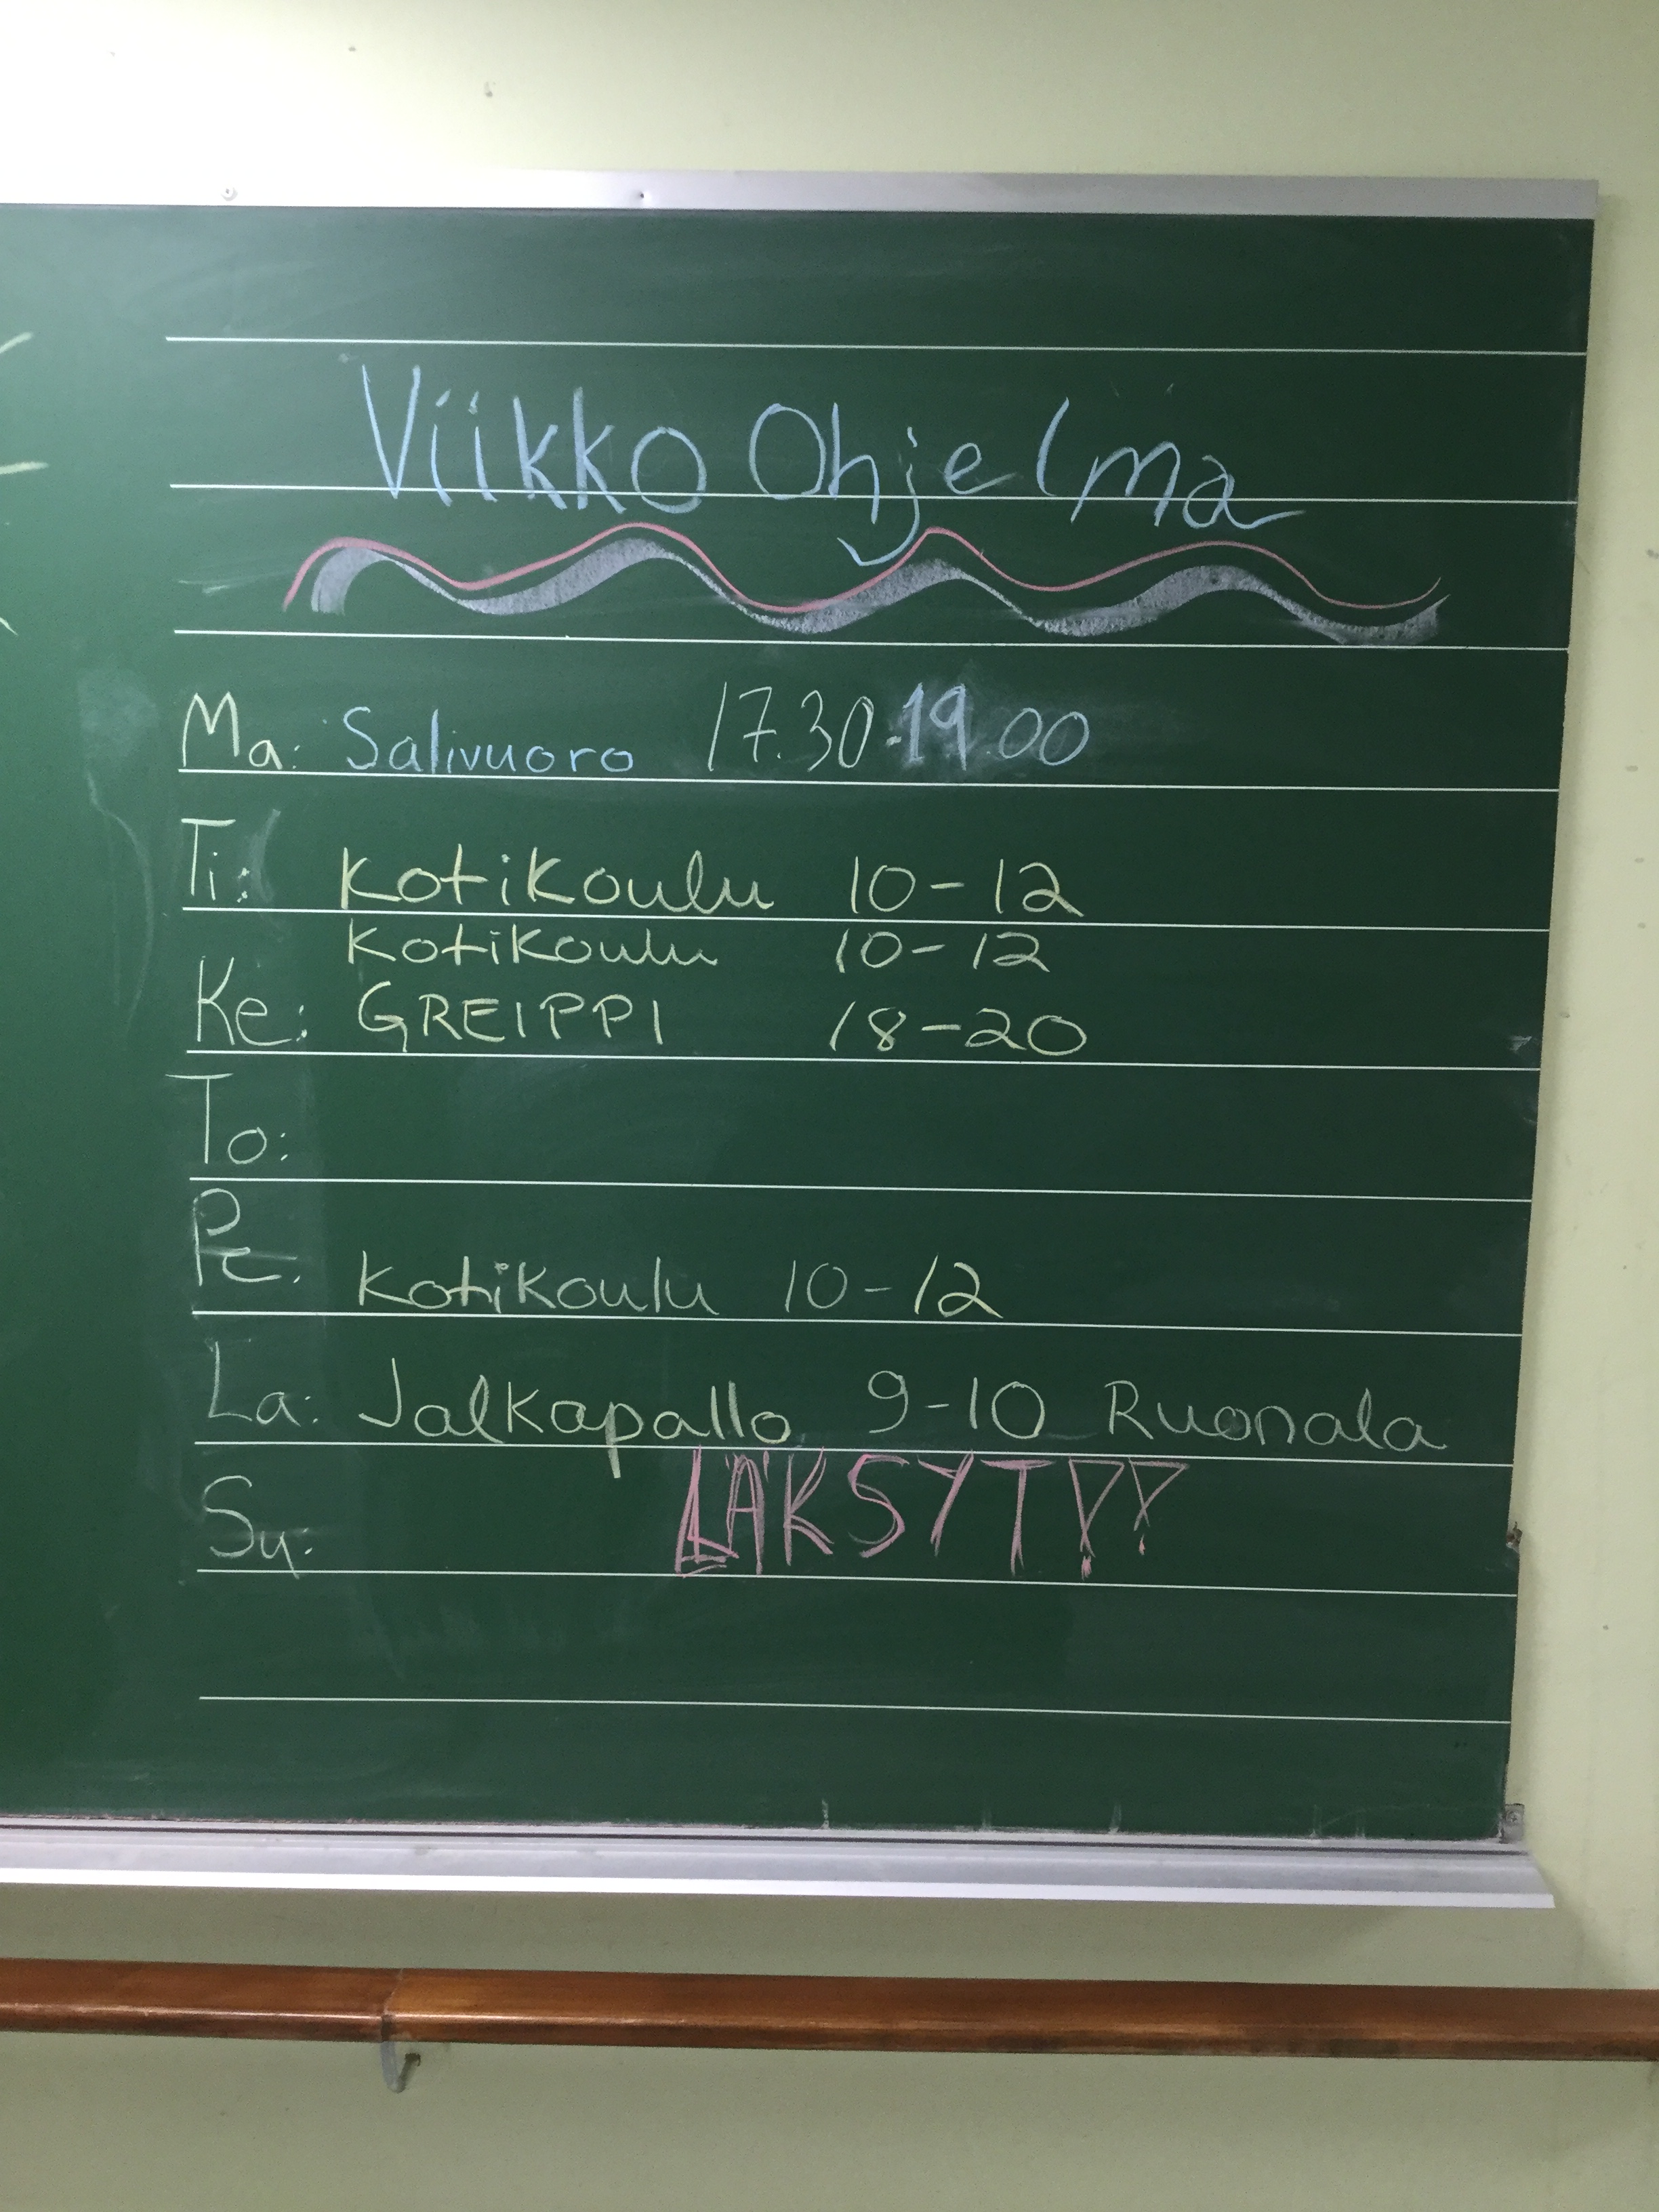 Viikko Ohjelma
Ma: Salivuoro 17.30-19.00
Ti: Kotikoulu 10-12
Kotikoulu 10-12
Ke: GREIPPI 18-20
To:
Pe: Kotikoulu 10-12
La: Jalkapallo 9-10 Ruonala
Su: LÄKSYT!!